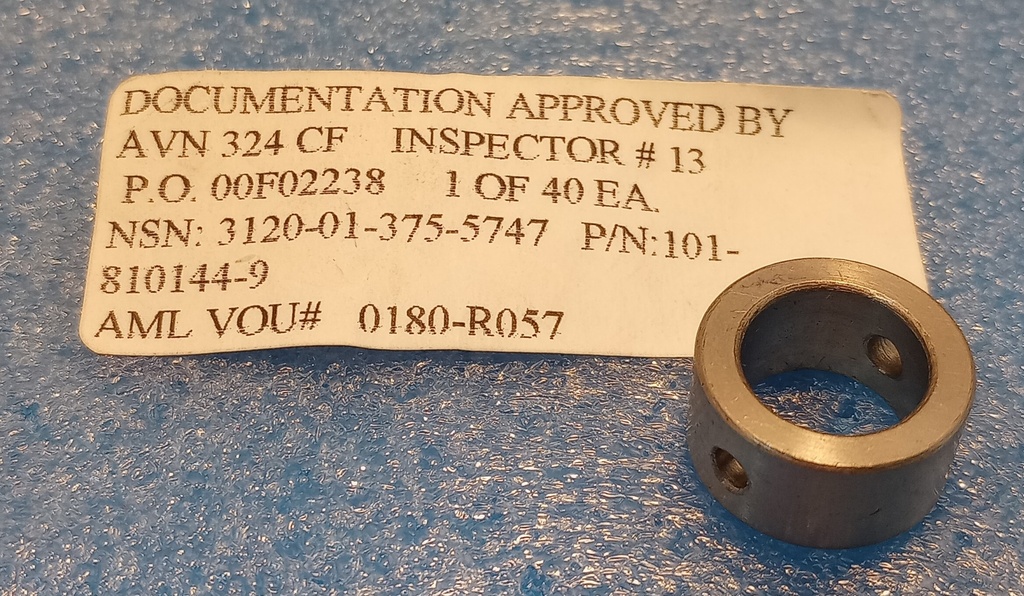 DOCUMENTATION APPROVED BY
AVN 324 CF INSPECTOR # 13
P.O. 00F02238 1 OF 40 EA.
NSN: 3120-01-375-5747 P/N:101-
810144-9
AML VOU# 0180-R057